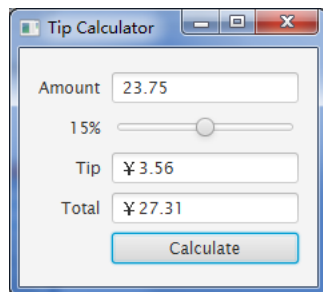 Tip Calculator
Amount 23.75
15%
Tip ￥3.56
Total ￥27.31
Calculate